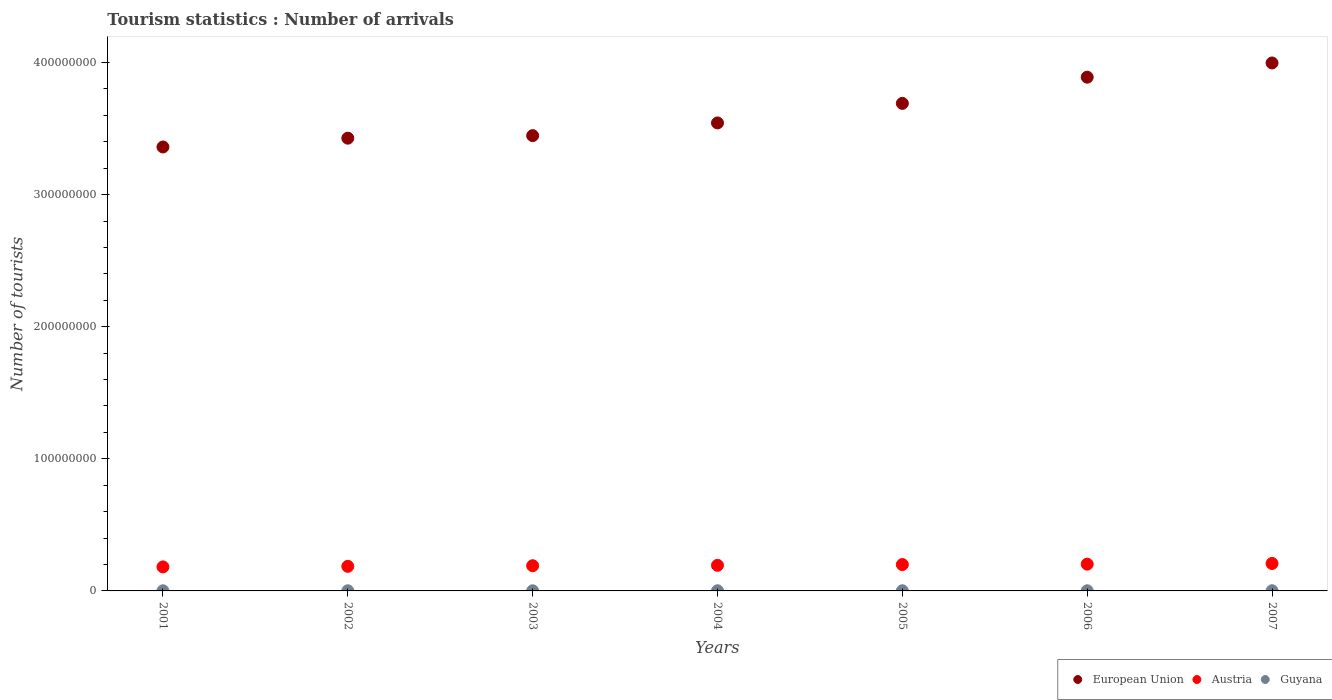 Tourism statistics : Number of arrivals
Number of tourists
400000000
300000000
200000000
100000000
0
2001
2002
2003
2004
2005
2006
2007
Years
European Union
Austria
Guyana